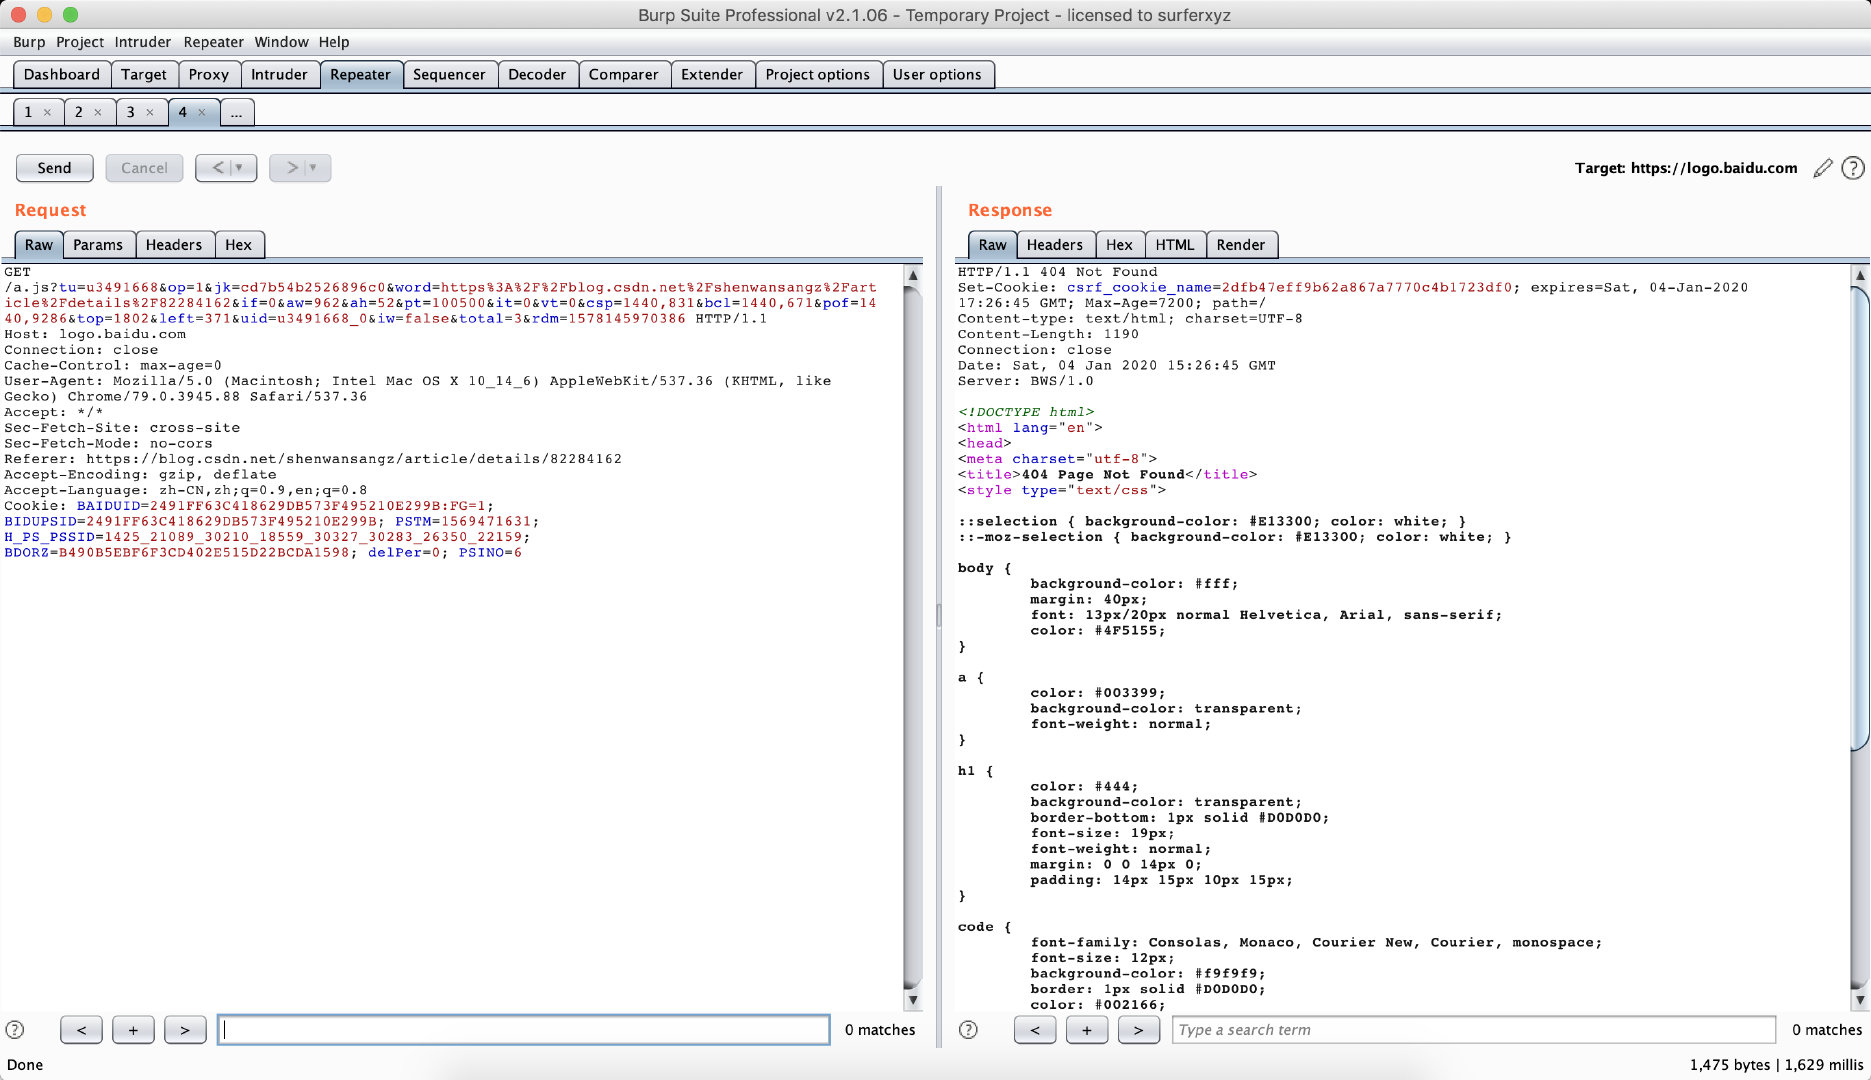 Burp Suite Professional v2.1.06 - Temporary Project - licensed to surferxyz
Burp Project Intruder Repeater Window Help
Dashboard Target Proxy Intruder Repeater Sequencer Decoder Comparer Extender Project options User options
1 × 2 × 3 × 4 × ...
Send Cancel < > Target: https://logo.baidu.com ?
Request
Raw Params Headers Hex
GET
/a.js?tu=u3491668&op=1&jk=cd7b54b2526896c0&word=https%3A%2F%2Fblog.csdn.net%2Fshenwansangz%2Fart
icle%2Fdetails%2F82284162&if=0&aw=962&ah=52&pt=100500&it=0&vt=0&csp=1440,831&bcl=1440,671&pof=14
40,9286&top=1802&left=371&uid=u3491668_0&iw=false&total=3&rdm=1578145970386 HTTP/1.1
Host: logo.baidu.com
Connection: close
Cache-Control: max-age=0
User-Agent: Mozilla/5.0 (Macintosh; Intel Mac OS X 10_14_6) AppleWebKit/537.36 (KHTML, like
Gecko) Chrome/79.0.3945.88 Safari/537.36
Accept: */*
Sec-Fetch-Site: cross-site
Sec-Fetch-Mode: no-cors
Referer: https://blog.csdn.net/shenwansangz/article/details/82284162
Accept-Encoding: gzip, deflate
Accept-Language: zh-CN,zh;q=0.9,en;q=0.8
Cookie: BAIDUID=2491FF63C418629DB573F495210E299B:FG=1;
BIDUPSID=2491FF63C418629DB573F495210E299B; PSTM=1569471631;
H_PS_PSSID=1425_21089_30210_18559_30327_30283_26350_22159;
BDORZ=B490B5EBF6F3CD402E515D22BCDA1598; delPer=0; PSINO=6
? < + > 0 matches
Response
Raw Headers Hex HTML Render
HTTP/1.1 404 Not Found
Set-Cookie: csrf_cookie_name=2dfb47eff9b62a867a7770c4b1723df0; expires=Sat, 04-Jan-2020
17:26:45 GMT; Max-Age=7200; path=/
Content-type: text/html; charset=UTF-8
Content-Length: 1190
Connection: close
Date: Sat, 04 Jan 2020 15:26:45 GMT
Server: BWS/1.0
<!DOCTYPE html>
<html lang="en">
<head>
<meta charset="utf-8">
<title>404 Page Not Found</title>
<style type="text/css">
::selection { background-color: #E13300; color: white; }
::-moz-selection { background-color: #E13300; color: white; }
body {
background-color: #fff;
margin: 40px;
font: 13px/20px normal Helvetica, Arial, sans-serif;
color: #4F5155;
}
a {
color: #003399;
background-color: transparent;
font-weight: normal;
}
h1 {
color: #444;
background-color: transparent;
border-bottom: 1px solid #D0D0D0;
font-size: 19px;
font-weight: normal;
margin: 0 0 14px 0;
padding: 14px 15px 10px 15px;
}
code {
font-family: Consolas, Monaco, Courier New, Courier, monospace;
font-size: 12px;
background-color: #f9f9f9;
border: 1px solid #D0D0D0;
color: #002166;
? < + > Type a search term 0 matches
Done 1,475 bytes | 1,629 millis